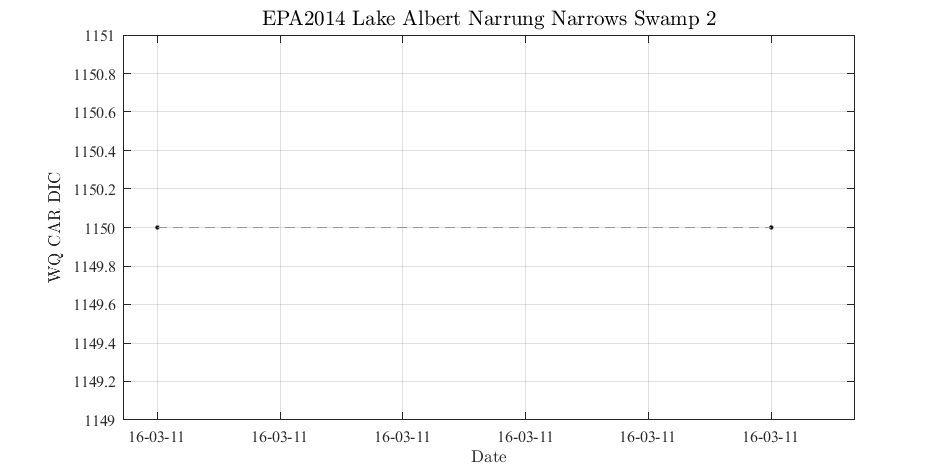 EPA2014 Lake Albert Narrung Narrows Swamp 2
1151
1150.8
1150.6
1150.4
1150.2
1150
1149.8
1149.6
1149.4
1149.2
1149
WQ CAR DIC
16-03-11 16-03-11 16-03-11 16-03-11 16-03-11 16-03-11
Date